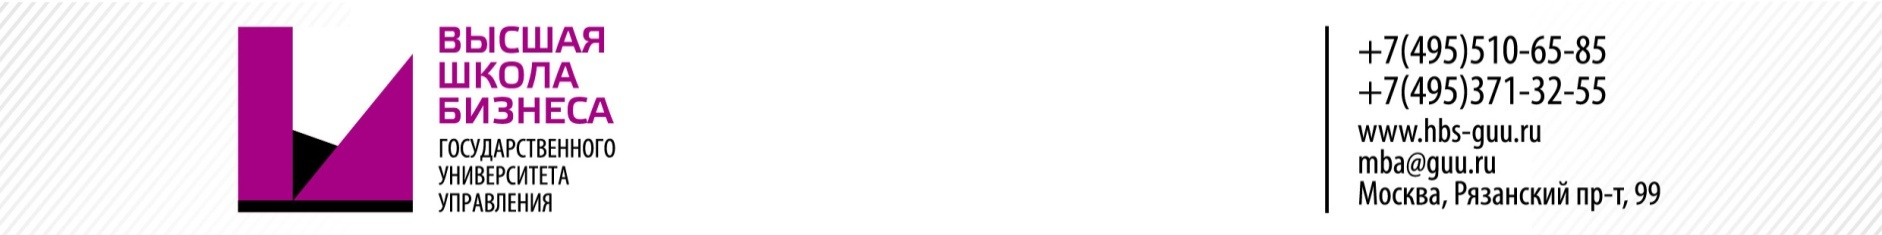 ВЫСШАЯ
ШКОЛА
БИЗНЕСА
ГОСУДАРСТВЕННОГО
УНИВЕРСИТЕТА
УПРАВЛЕНИЯ
+7(495)510-65-85
+7(495)371-32-55
www.hbs-guu.ru
mba@guu.ru
Москва, Рязанский пр-т, 99